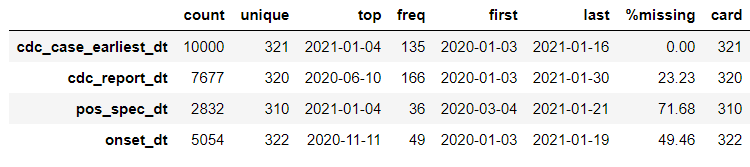 count unique top freq first last %missing card
cdc_case_earliest_dt 10000 321 2021-01-04 135 2020-01-03 2021-01-16 0.00 321
cdc_report_dt 7677 320 2020-06-10 166 2020-01-03 2021-01-30 23.23 320
pos_spec_dt 2832 310 2021-01-04 36 2020-03-04 2021-01-21 71.68 310
onset_dt 5054 322 2020-11-11 49 2020-01-03 2021-01-19 49.46 322